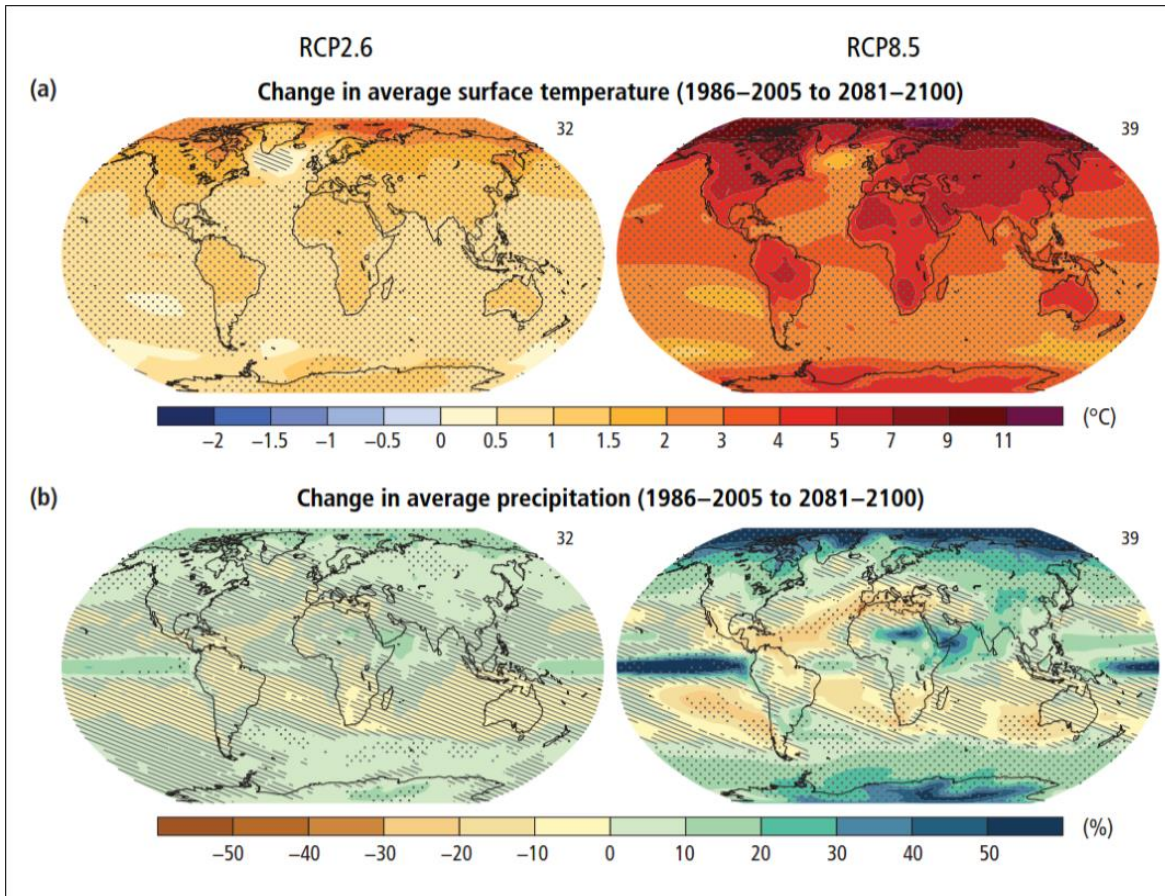 RCP2.6 RCP8.5
(a) Change in average surface temperature (1986–2005 to 2081–2100)
32 39
−2 −1.5 −1 −0.5 0 0.5 1 1.5 2 3 4 5 7 9 11 (°C)
(b) Change in average precipitation (1986–2005 to 2081–2100)
32 39
−50 −40 −30 −20 −10 0 10 20 30 40 50 (%)